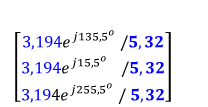 [3,194e^{j135,5^o} /5,32]
[3,194e^{j15,5^o} /5,32]
[3,194e^{j255,5^o} / 5,32]